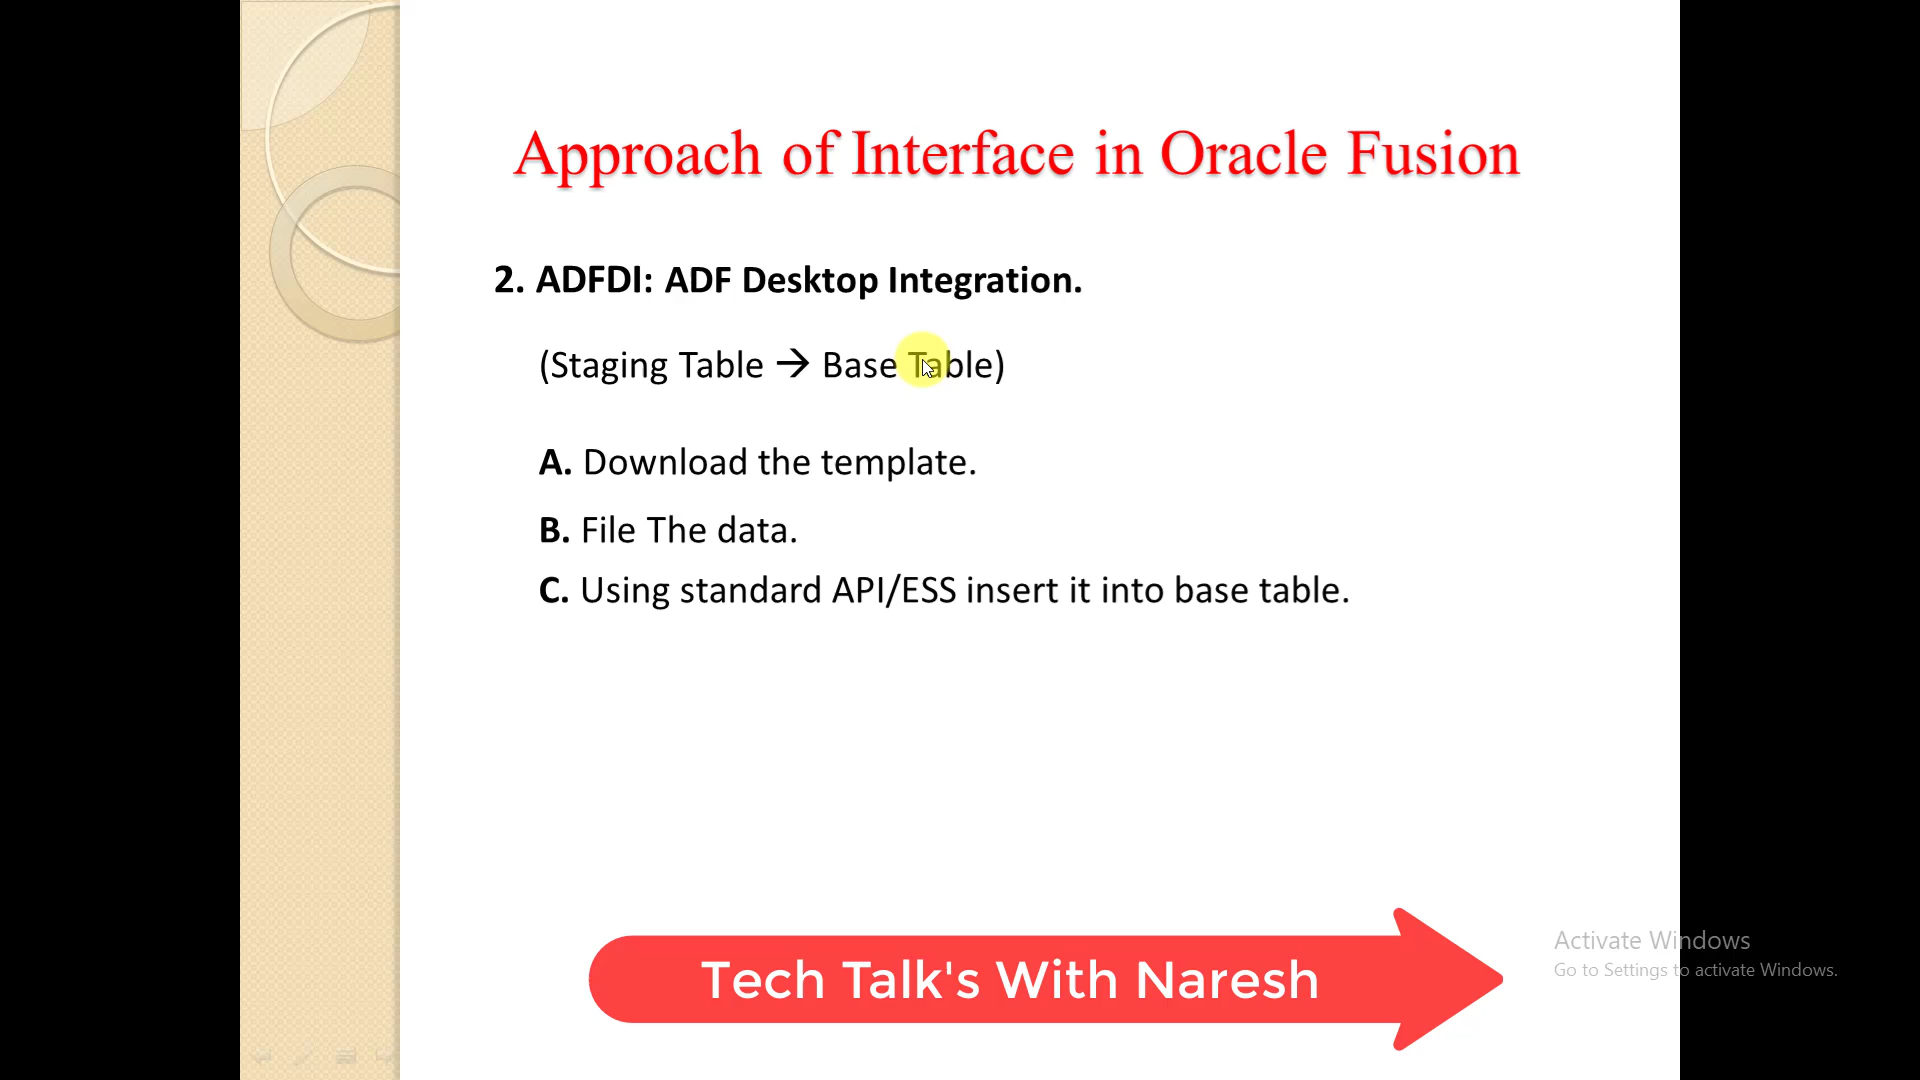 Approach of Interface in Oracle Fusion
2. ADFDI: ADF Desktop Integration.
(Staging Table → Base Table)
A. Download the template.
B. File The data.
C. Using standard API/ESS insert it into base table.
Tech Talk's With Naresh
Activate Windows
Go to Settings to activate Windows.